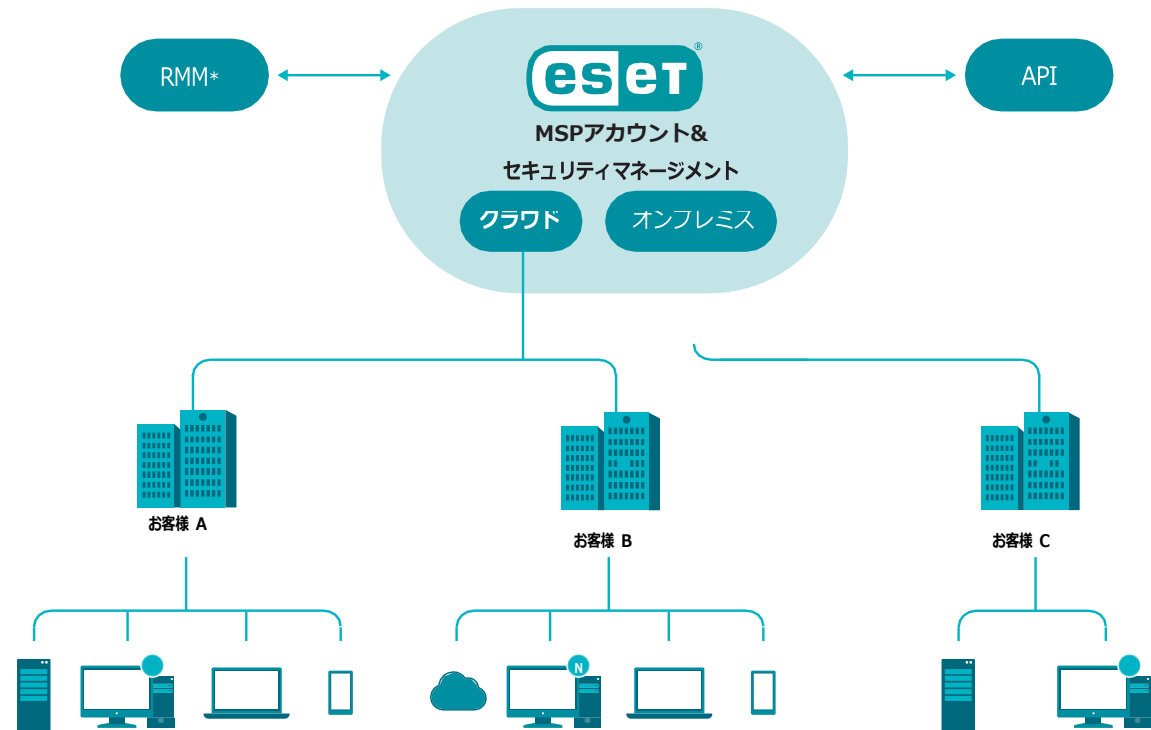 RMM*
eset®
API
MSPアカウント&
セキュリティマネージメント
クラウド
オンプレミス
お客様 A
お客様 B
お客様 C
N